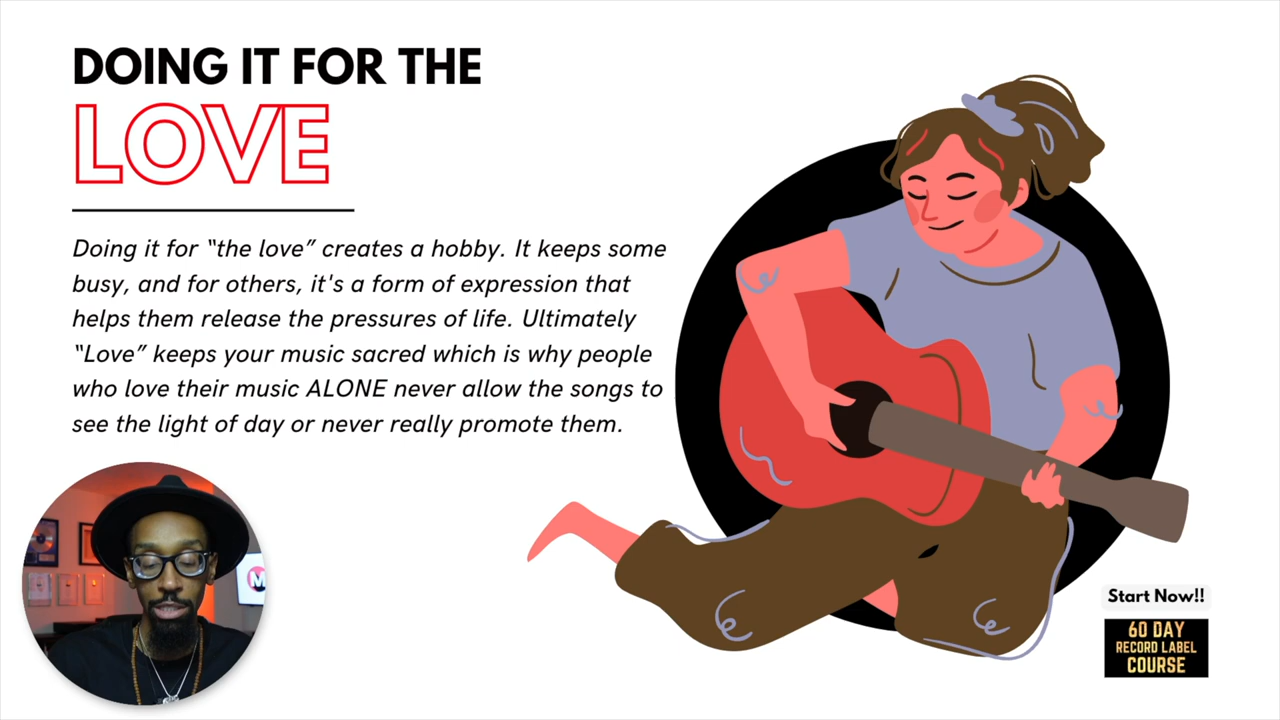 DOING IT FOR THE
LOVE
Doing it for “the love” creates a hobby. It keeps some
busy, and for others, it's a form of expression that
helps them release the pressures of life. Ultimately
“Love” keeps your music sacred which is why people
who love their music ALONE never allow the songs to
see the light of day or never really promote them.
M
Start Now!!
60 DAY
RECORD LABEL
COURSE